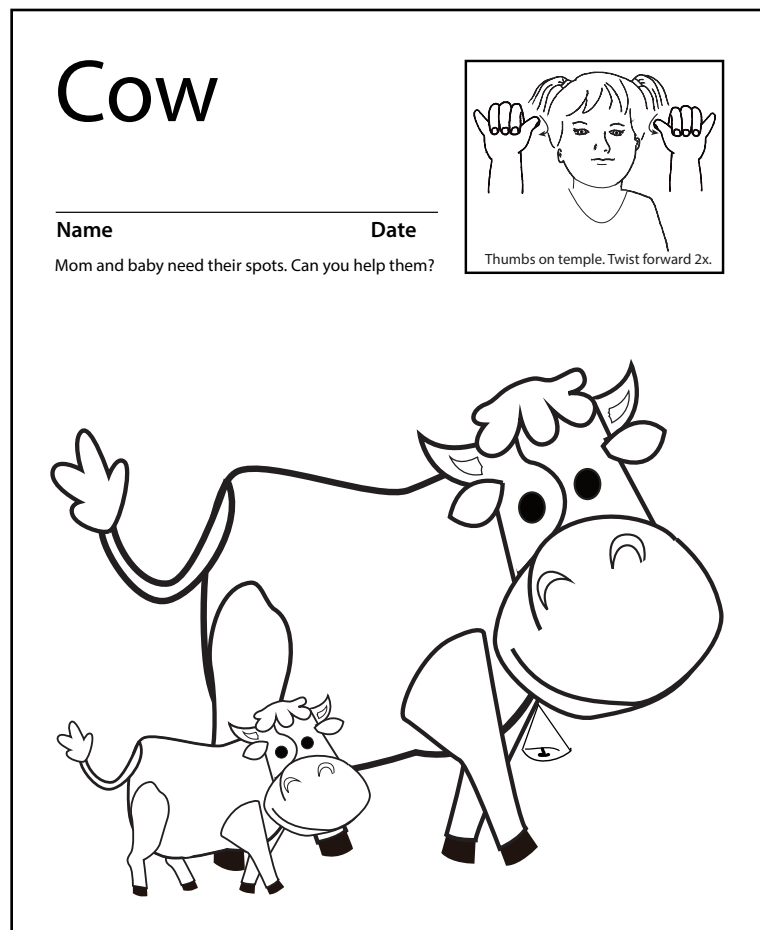 Cow
Name Date
Mom and baby need their spots. Can you help them?
Thumbs on temple. Twist forward 2x.